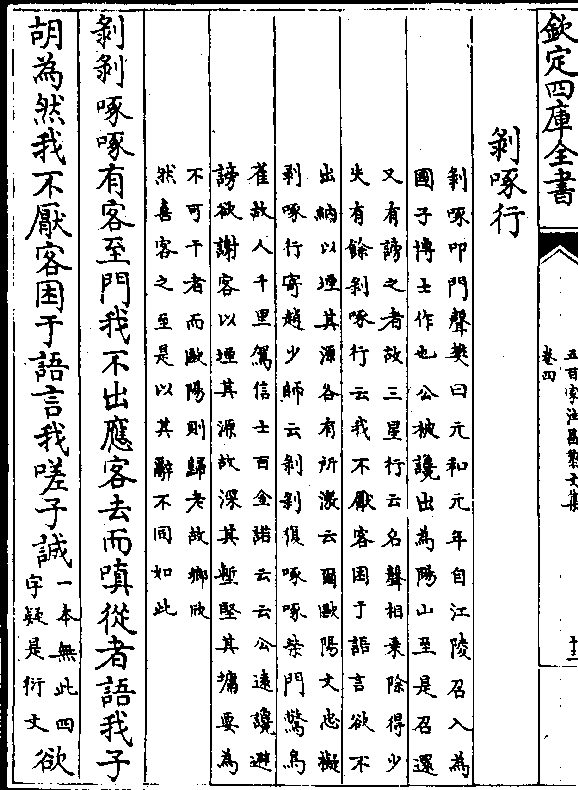 欽定四庫全書
五百家注昌黎文集
卷四
十二
剝啄行
剝啄叩門聲樊曰元和元年自江陵召入為
國子博士作也公被讒出為陽山至是召還
又有謗之者故三星行云名聲相乗除得少
失有餘剝啄行云我不厭客困于語言欲不
出納以堙其源各有所激云爾歐陽文忠擬
剥啄行寄趙少師云剥剥復啄啄柴門驚鳥
雀故人千里駕信士百金諾云云公逺讒避
謗欲謝客以堙其源故深其塹堅其墉要為
不可干者而歐陽則歸老故鄉欣
然喜客之至是以其辭不同如此
剝剝啄啄有客至門我不出應客去而嗔從者語我子
胡為然我不厭客困于語言我嗟子誠一本無此四字疑是衍文欲